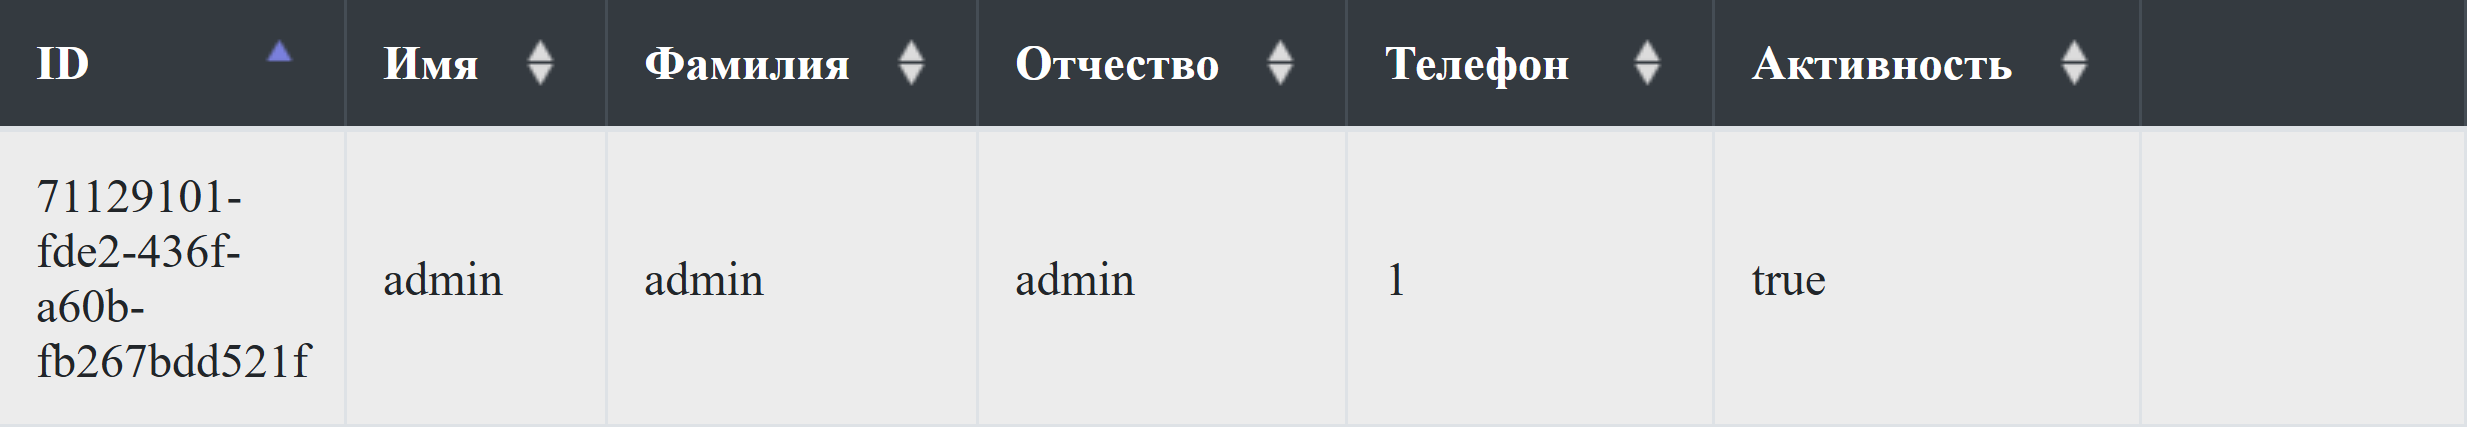 ID Имя Фамилия Отчество Телефон Активность
71129101-
fde2-436f-
a60b-
fb267bdd521f
admin admin admin 1 true